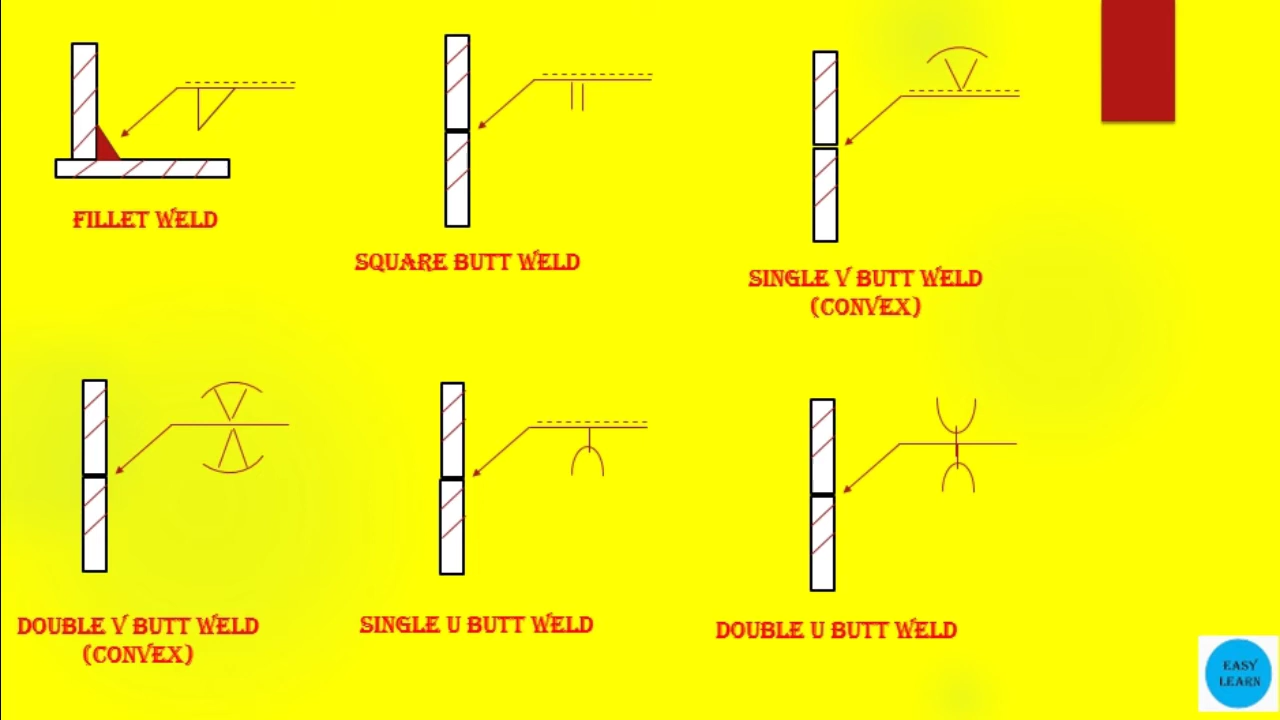 FILLET WELD
SQUARE BUTT WELD
SINGLE V BUTT WELD
(CONVEX)
DOUBLE V BUTT WELD
(CONVEX)
SINGLE U BUTT WELD
DOUBLE U BUTT WELD
EASY
LEARN